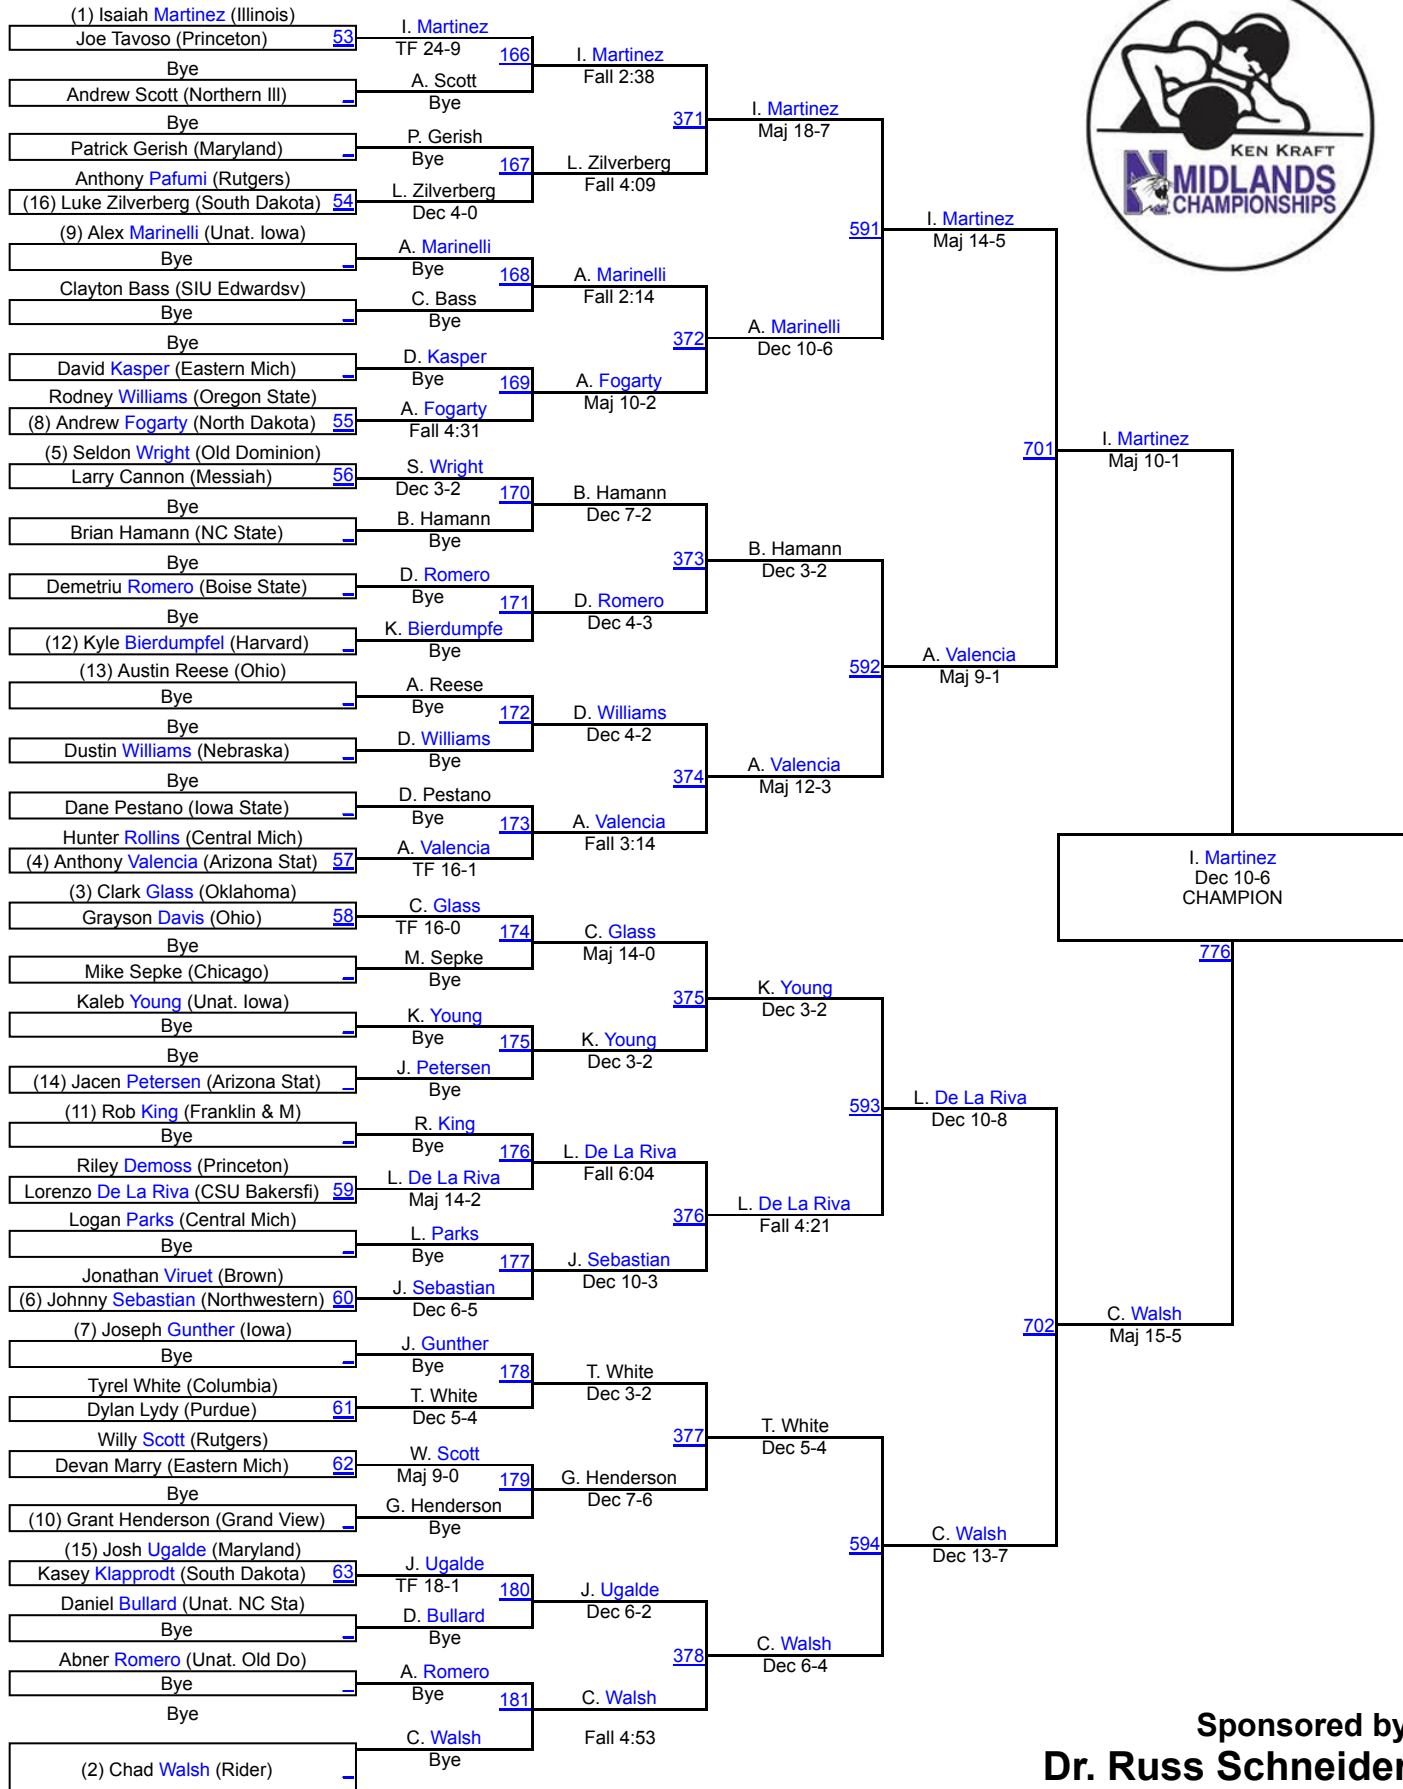 (1) Isaiah Martinez (Illinois)
Joe Tavoso (Princeton) 53
Bye
Andrew Scott (Northern Ill)
Bye
Patrick Gerish (Maryland)
Anthony Pafumi (Rutgers)
(16) Luke Zilverberg (South Dakota) 54
(9) Alex Marinelli (Unat. Iowa)
Bye
Clayton Bass (SIU Edwardsv)
Bye
Bye
David Kasper (Eastern Mich)
Rodney Williams (Oregon State)
(8) Andrew Fogarty (North Dakota) 55
(5) Seldon Wright (Old Dominion)
Larry Cannon (Messiah) 56
Bye
Brian Hamann (NC State)
Bye
Demetriu Romero (Boise State)
Bye
(12) Kyle Bierdumpfel (Harvard)
(13) Austin Reese (Ohio)
Bye
Bye
Dustin Williams (Nebraska)
Bye
Dane Pestano (Iowa State)
Hunter Rollins (Central Mich)
(4) Anthony Valencia (Arizona Stat) 57
(3) Clark Glass (Oklahoma)
Grayson Davis (Ohio) 58
Bye
Mike Sepke (Chicago)
Kaleb Young (Unat. Iowa)
Bye
Bye
(14) Jacen Petersen (Arizona Stat)
(11) Rob King (Franklin & M)
Bye
Riley Demoss (Princeton)
Lorenzo De La Riva (CSU Bakersfi) 59
Logan Parks (Central Mich)
Bye
Jonathan Viruet (Brown)
(6) Johnny Sebastian (Northwestern) 60
(7) Joseph Gunther (Iowa)
Bye
Tyrel White (Columbia)
Dylan Lydy (Purdue) 61
Willy Scott (Rutgers)
Devan Marry (Eastern Mich) 62
Bye
(10) Grant Henderson (Grand View)
(15) Josh Ugalde (Maryland)
Kasey Klapprodt (South Dakota) 63
Daniel Bullard (Unat. NC Sta)
Bye
Abner Romero (Unat. Old Do)
Bye
Bye
(2) Chad Walsh (Rider)
I. Martinez
TF 24-9
166
A. Scott
Bye
P. Gerish
Bye
167
L. Zilverberg
Dec 4-0
A. Marinelli
Bye
168
C. Bass
Bye
D. Kasper
Bye
169
A. Fogarty
Fall 4:31
S. Wright
Dec 3-2
170
B. Hamann
Bye
D. Romero
Bye
171
K. Bierdumpfe
Bye
A. Reese
Bye
172
D. Williams
Bye
D. Pestano
Bye
173
A. Valencia
TF 16-1
C. Glass
TF 16-0
174
M. Sepke
Bye
K. Young
Bye
175
J. Petersen
Bye
R. King
Bye
176
L. De La Riva
Maj 14-2
L. Parks
Bye
177
J. Sebastian
Dec 6-5
J. Gunther
Bye
178
T. White
Dec 5-4
W. Scott
Maj 9-0
179
G. Henderson
Bye
J. Ugalde
TF 18-1
180
D. Bullard
Bye
A. Romero
Bye
181
C. Walsh
Bye
I. Martinez
Fall 2:38
371
L. Zilverberg
Fall 4:09
A. Marinelli
Fall 2:14
372
A. Fogarty
Maj 10-2
B. Hamann
Dec 7-2
373
D. Romero
Dec 4-3
D. Williams
Dec 4-2
374
A. Valencia
Fall 3:14
C. Glass
Maj 14-0
375
K. Young
Dec 3-2
L. De La Riva
Fall 6:04
376
J. Sebastian
Dec 10-3
T. White
Dec 3-2
377
G. Henderson
Dec 7-6
J. Ugalde
Dec 6-2
378
C. Walsh
Fall 4:53
I. Martinez
Maj 18-7
591
A. Marinelli
Dec 10-6
B. Hamann
Dec 3-2
592
A. Valencia
Maj 12-3
K. Young
Dec 3-2
593
L. De La Riva
Fall 4:21
T. White
Dec 5-4
594
C. Walsh
Dec 6-4
I. Martinez
Maj 14-5
701
A. Valencia
Maj 9-1
L. De La Riva
Dec 10-8
702
C. Walsh
Dec 13-7
I. Martinez
Maj 10-1
C. Walsh
Maj 15-5
I. Martinez
Dec 10-6
CHAMPION
776
KEN KRAFT
N MIDLANDS
CHAMPIONSHIPS
Sponsored by
Dr. Russ Schneider